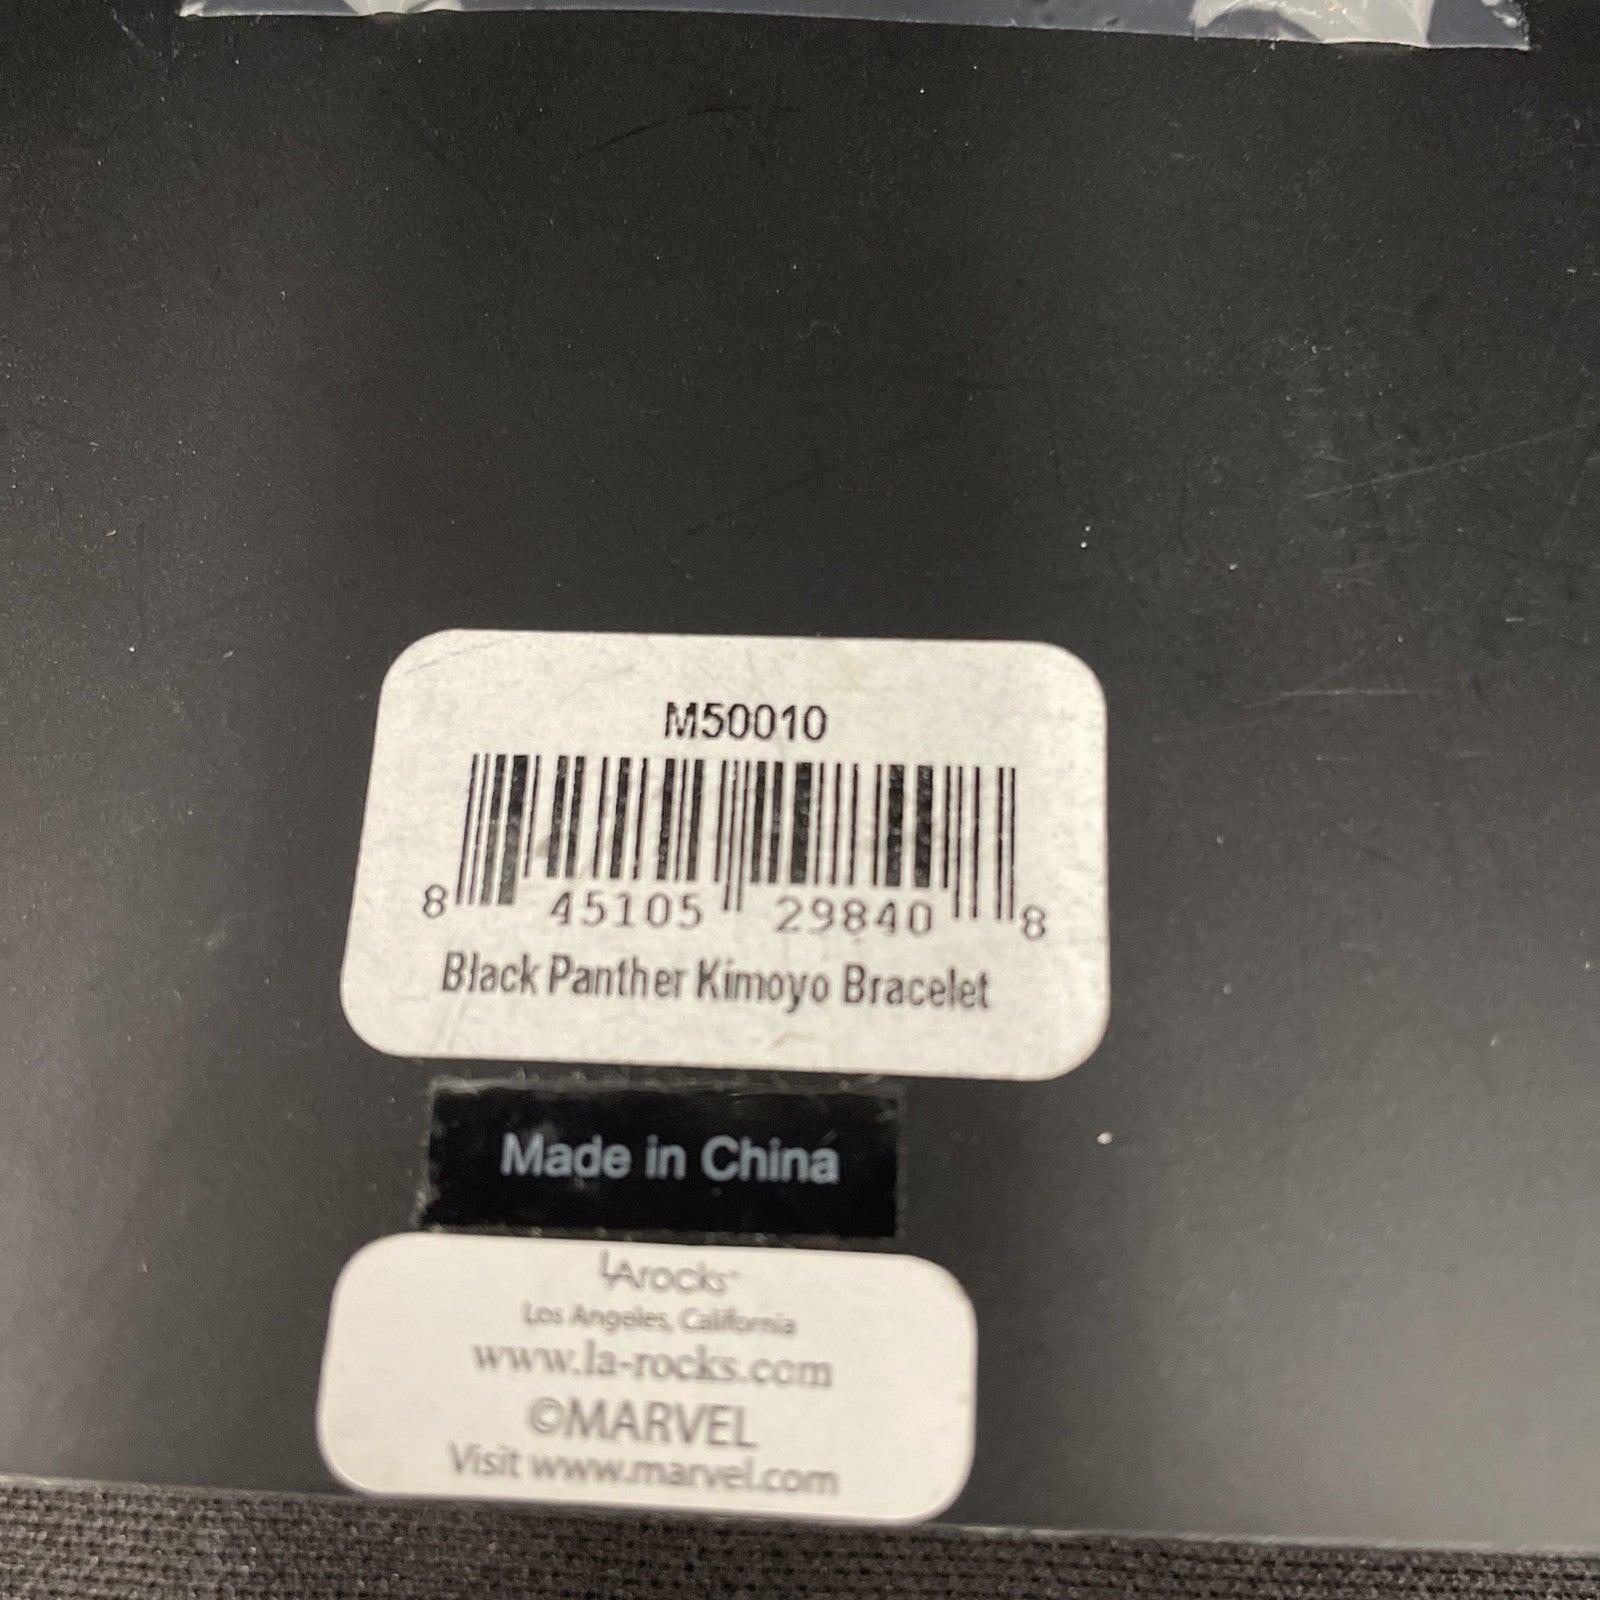 M50010
8 45105 29840 8
Black Panther Kimoyo Bracelet
Made in China
LArocks™
Los Angeles, California
www.la-rocks.com
©MARVEL
Visit www.marvel.com